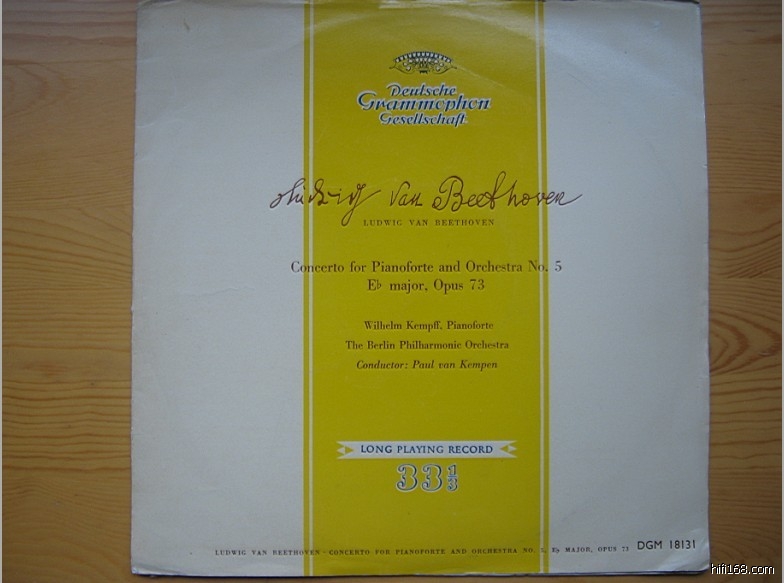 Deutsche
Grammophon
Gesellschaft
Ludwig van Beethoven
LUDWIG VAN BEETHOVEN
Concerto for Pianoforte and Orchestra No. 5
E♭ major, Opus 73
Wilhelm Kempff, Pianoforte
The Berlin Philharmonic Orchestra
Conductor: Paul van Kempen
LONG PLAYING RECORD
33 1/3
LUDWIG VAN BEETHOVEN · CONCERTO FOR PIANOFORTE AND ORCHESTRA NO. 5, E♭ MAJOR, OPUS 73 DGM 18131
hifi168.com